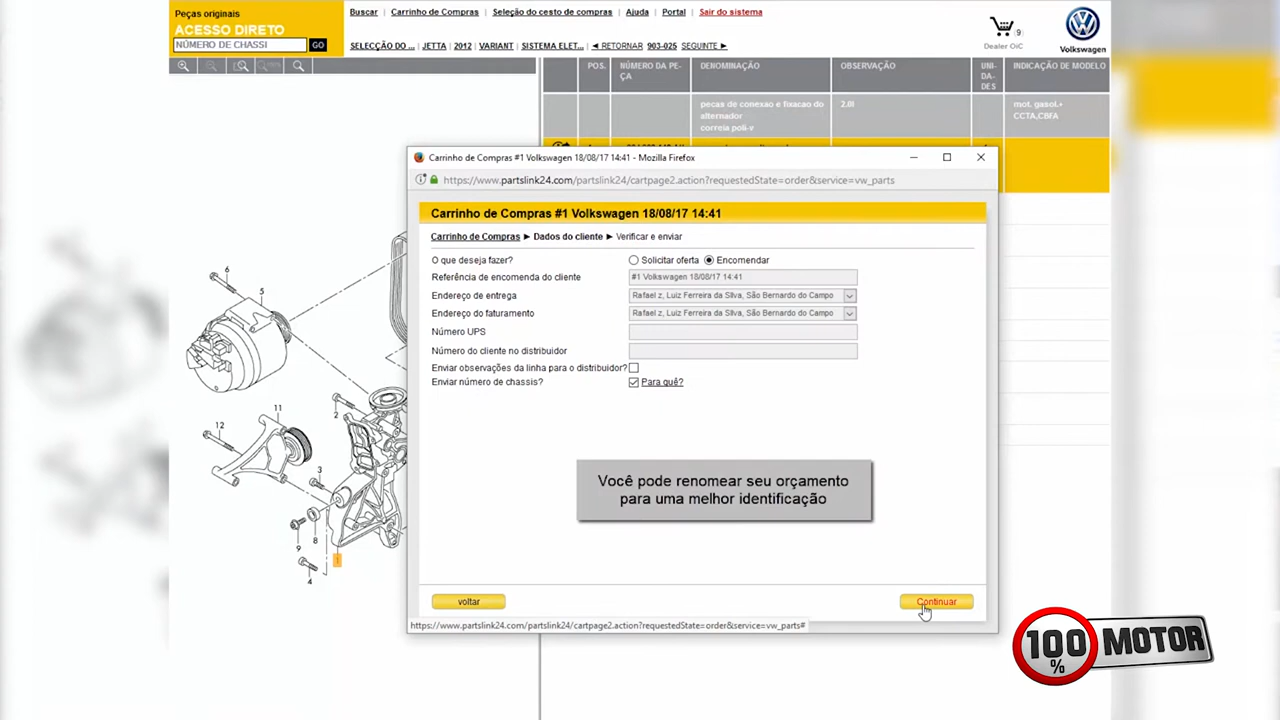 Peças originais
ACESSO DIRETO
NÚMERO DE CHASSI
GO
Buscar Carrinho de Compras Seleção do cesto de compras Ajuda Portal Sair do sistema
SELECÇÃO DO ... JETTA 2012 VARIANT SISTEMA ELET... ◄ RETORNAR 903-025 SEGUINTE ►
(9)
Dealer OiC
Volkswagen
POS. NÚMERO DA PE-
ÇA
DENOMINAÇÃO
OBSERVAÇÃO
UNI-
DA-
DES
INDICAÇÃO DE MODELO
pecas de conexao e fixacao do
alternador
correia poli-v
2.0l
mot. gasol.+
CCTA,CBFA
Carrinho de Compras #1 Volkswagen 18/08/17 14:41 - Mozilla Firefox
https://www.partslink24.com/partslink24/cartpage2.action?requestedState=order&service=vw_parts
Carrinho de Compras #1 Volkswagen 18/08/17 14:41
Carrinho de Compras ► Dados do cliente ► Verificar e enviar
O que deseja fazer? Solicitar oferta Encomendar
Referência de encomenda do cliente #1 Volkswagen 18/08/17 14:41
Endereço de entrega Rafael z, Luiz Ferreira da SIlva, São Bernardo do Campo
Endereço do faturamento Rafael z, Luiz Ferreira da SIlva, São Bernardo do Campo
Número UPS
Número do cliente no distribuidor
Enviar observações da linha para o distribuidor?
Enviar número de chassis? Para quê?
Você pode renomear seu orçamento
para uma melhor identificação
voltar
Continuar
https://www.partslink24.com/partslink24/cartpage2.action?requestedState=order&service=vw_parts#
6
5
2
11
12
3
9
8
4
1
100
%
MOTOR